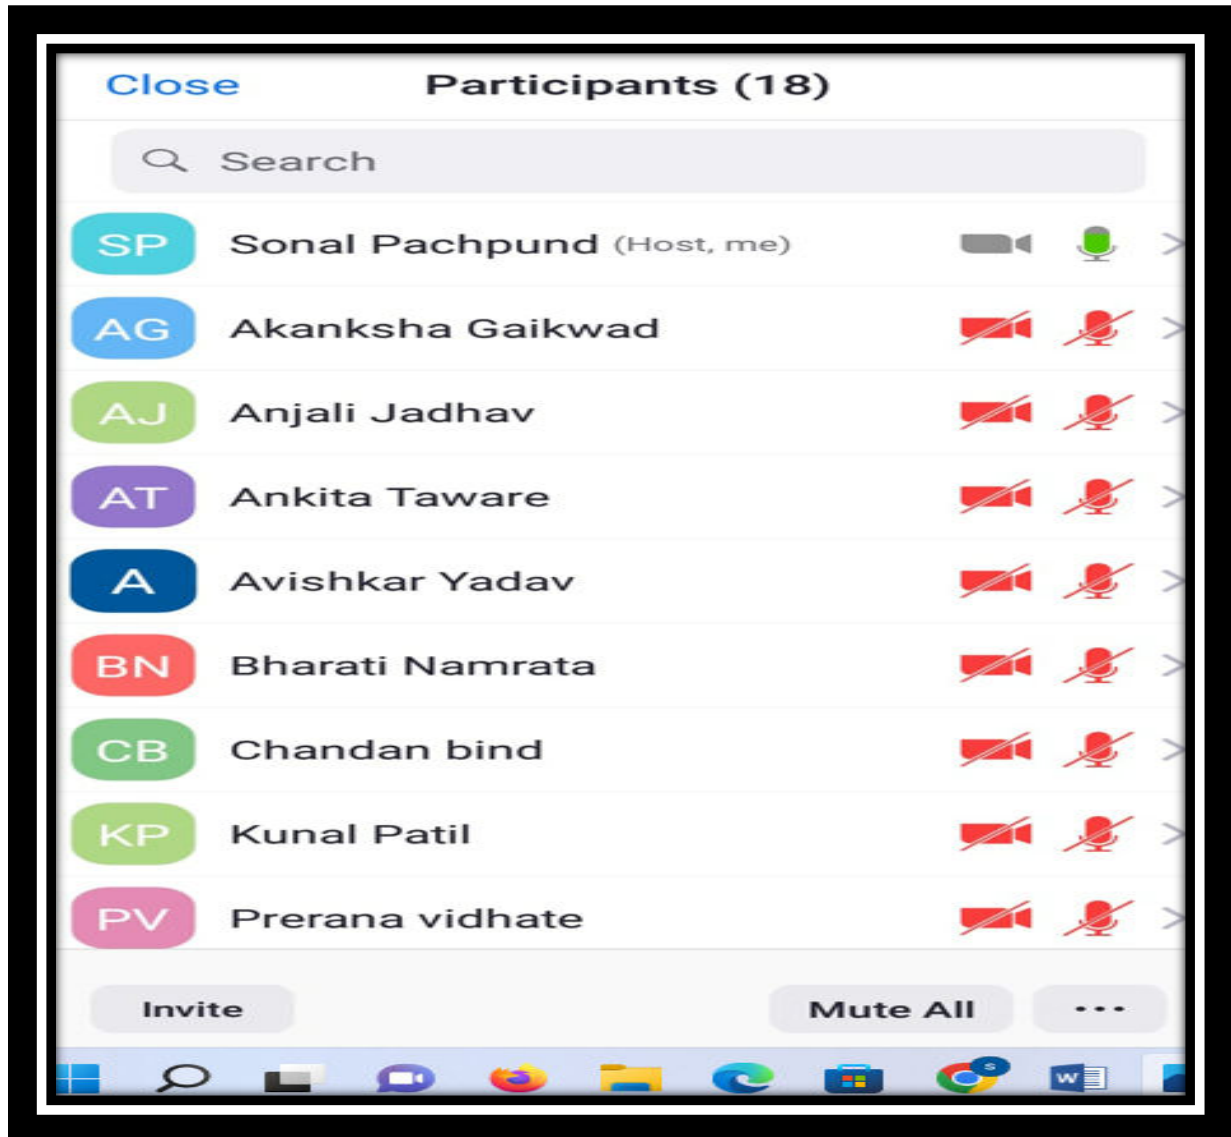 Close Participants (18)
Search
SP Sonal Pachpund (Host, me)
AG Akanksha Gaikwad
AJ Anjali Jadhav
AT Ankita Taware
A Avishkar Yadav
BN Bharati Namrata
CB Chandan bind
KP Kunal Patil
PV Prerana vidhate
Invite Mute All ...
S W